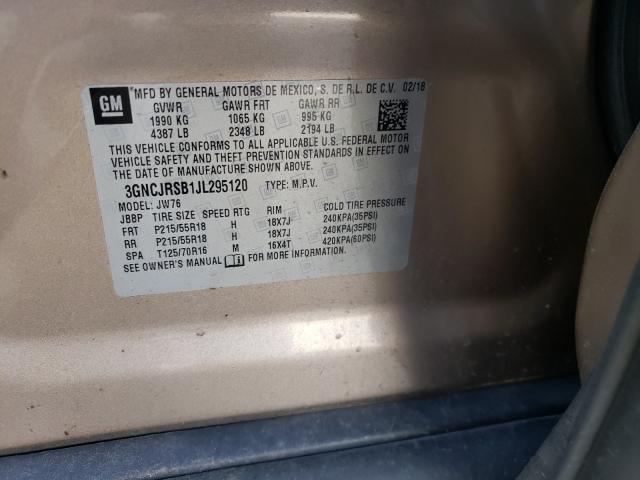 GM
MFD BY GENERAL MOTORS DE MEXICO, S. DE R.L. DE C.V. 02/18
GVWR GAWR FRT GAWR RR
1990 KG 1065 KG 995 KG
4387 LB 2348 LB 2194 LB
THIS VEHICLE CONFORMS TO ALL APPLICABLE U.S. FEDERAL MOTOR
VEHICLE SAFETY AND THEFT PREVENTION STANDARDS IN EFFECT ON
THE DATE OF MANUFACTURE SHOWN ABOVE.
3GNCJRSB1JL295120 TYPE: M.P.V.
MODEL: JW76
JBBP TIRE SIZE SPEED RTG RIM COLD TIRE PRESSURE
FRT P215/55R18 H 18X7J 240KPA(35PSI)
RR P215/55R18 H 18X7J 240KPA(35PSI)
SPA T125/70R16 M 16X4T 420KPA(60PSI)
SEE OWNER'S MANUAL FOR MORE INFORMATION.